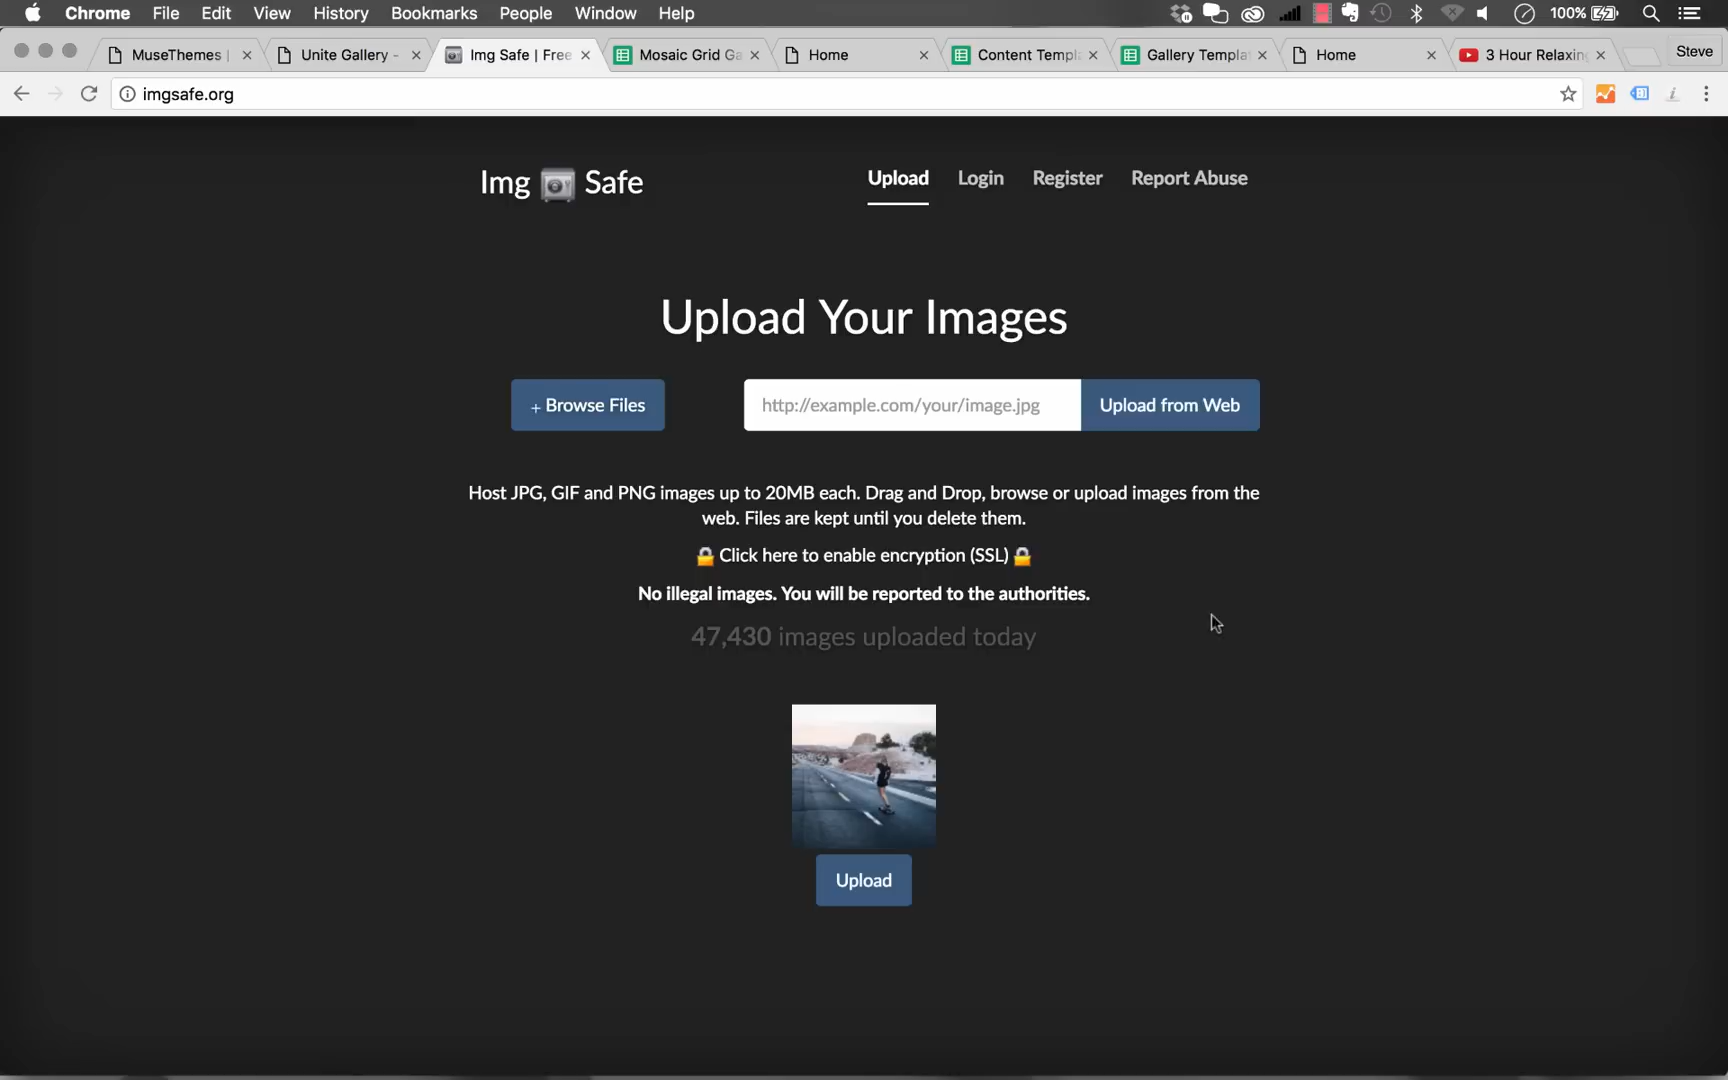 Chrome File Edit View History Bookmarks People Window Help 100%
MuseThemes | Unite Gallery - Img Safe | Free Mosaic Grid Ga Home Content Templa Gallery Templat Home 3 Hour Relaxing Steve
imgsafe.org
Img Safe Upload Login Register Report Abuse
Upload Your Images
+ Browse Files http://example.com/your/image.jpg Upload from Web
Host JPG, GIF and PNG images up to 20MB each. Drag and Drop, browse or upload images from the
web. Files are kept until you delete them.
Click here to enable encryption (SSL)
No illegal images. You will be reported to the authorities.
47,430 images uploaded today
Upload